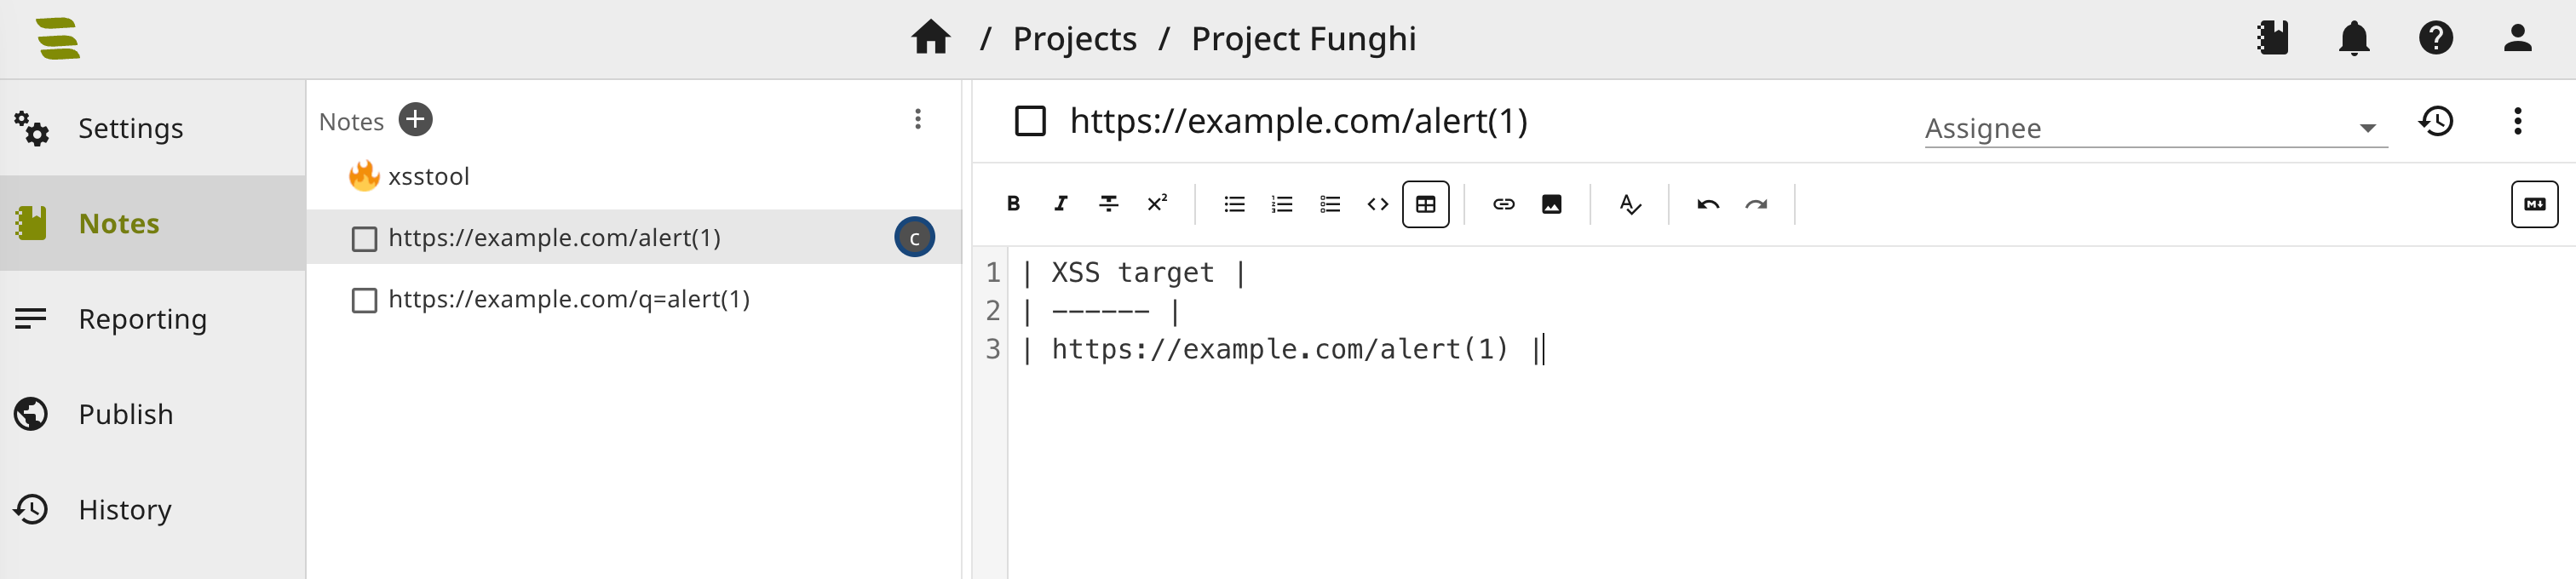 / Projects / Project Funghi
Settings
Notes
Reporting
Publish
History
Notes
xsstool
https://example.com/alert(1)
c
https://example.com/q=alert(1)
https://example.com/alert(1)
Assignee
B I S X²
1 | XSS target |
2 | ------ |
3 | https://example.com/alert(1) |